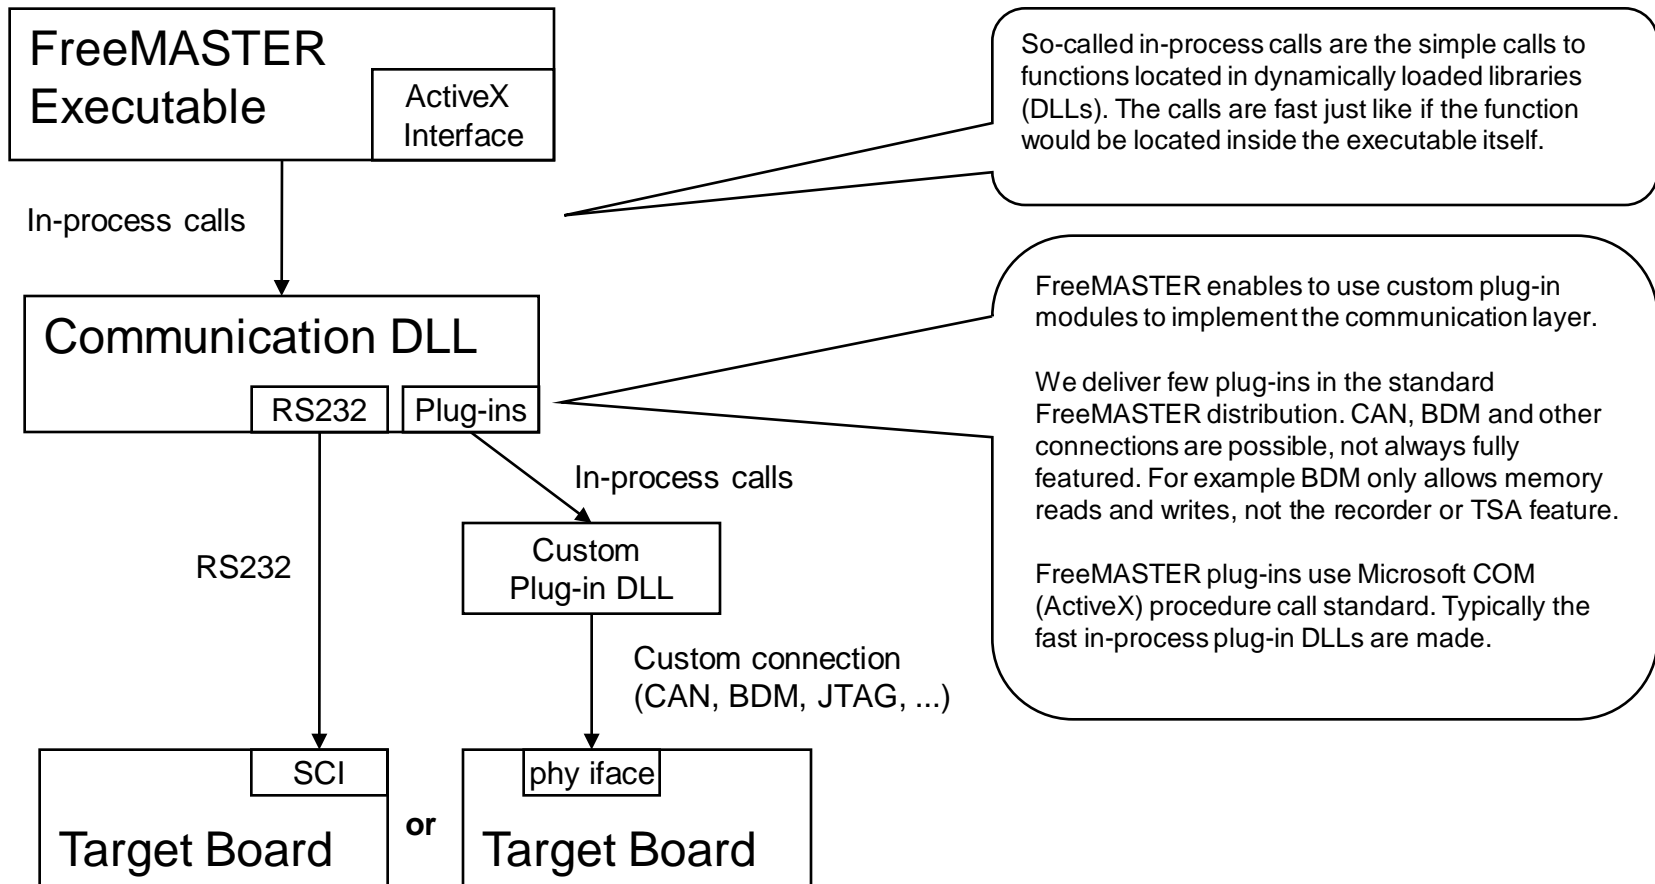 FreeMASTER
Executable
ActiveX
Interface
In-process calls
Communication DLL
RS232
Plug-ins
In-process calls
RS232
Custom
Plug-in DLL
Custom connection
(CAN, BDM, JTAG, ...)
SCI
Target Board
or
phy iface
Target Board
So-called in-process calls are the simple calls to
functions located in dynamically loaded libraries
(DLLs). The calls are fast just like if the function
would be located inside the executable itself.
FreeMASTER enables to use custom plug-in
modules to implement the communication layer.
We deliver few plug-ins in the standard
FreeMASTER distribution. CAN, BDM and other
connections are possible, not always fully
featured. For example BDM only allows memory
reads and writes, not the recorder or TSA feature.
FreeMASTER plug-ins use Microsoft COM
(ActiveX) procedure call standard. Typically the
fast in-process plug-in DLLs are made.